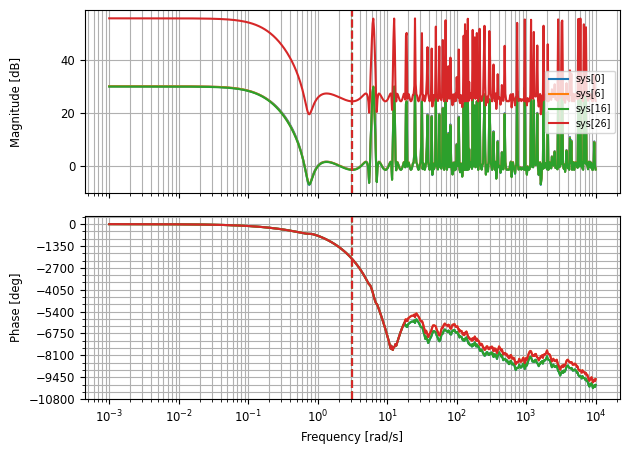 Magnitude [dB]
40
20
0
sys[0]
sys[6]
sys[16]
sys[26]
Phase [deg]
0
−1350
−2700
−4050
−5400
−6750
−8100
−9450
−10800
10⁻³ 10⁻² 10⁻¹ 10⁰ 10¹ 10² 10³ 10⁴
Frequency [rad/s]